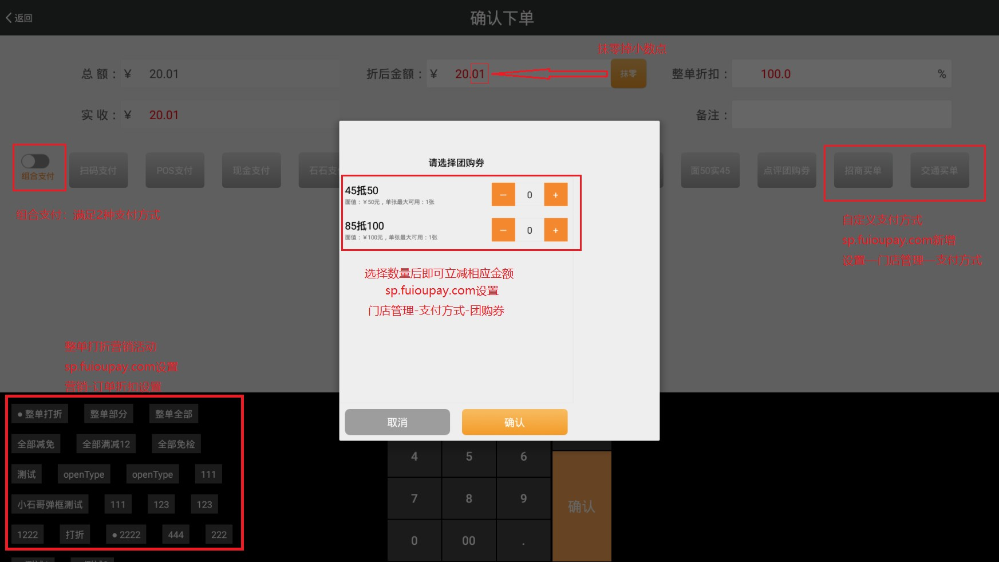 返回
确认下单
抹零掉小数点
总 额： ￥ 20.01
折后金额： ￥ 20.01
抹零
整单折扣： 100.0 %
实 收： ￥ 20.01
备注：
组合支付
扫码支付
POS支付
现金支付
石石支
面50实45
点评团购券
招商买单
交通买单
组合支付：满足2种支付方式
自定义支付方式
sp.fuioupay.com新增
设置—门店管理—支付方式
请选择团购券
45抵50
面值：￥50元，单张最大可用：1张
− 0 +
85抵100
面值：￥100元，单张最大可用：1张
− 0 +
选择数量后即可立减相应金额
sp.fuioupay.com设置
门店管理-支付方式-团购券
取消
确认
整单打折营销活动
sp.fuioupay.com设置
营销-订单折扣设置
● 整单打折 整单部分 整单全部
全部减免 全部满减12 全部免检
测试 openType openType 111
小石哥弹框测试 111 123 123
1222 打折 ● 2222 444 222
4 5 6
7 8 9
确认
0 00 .